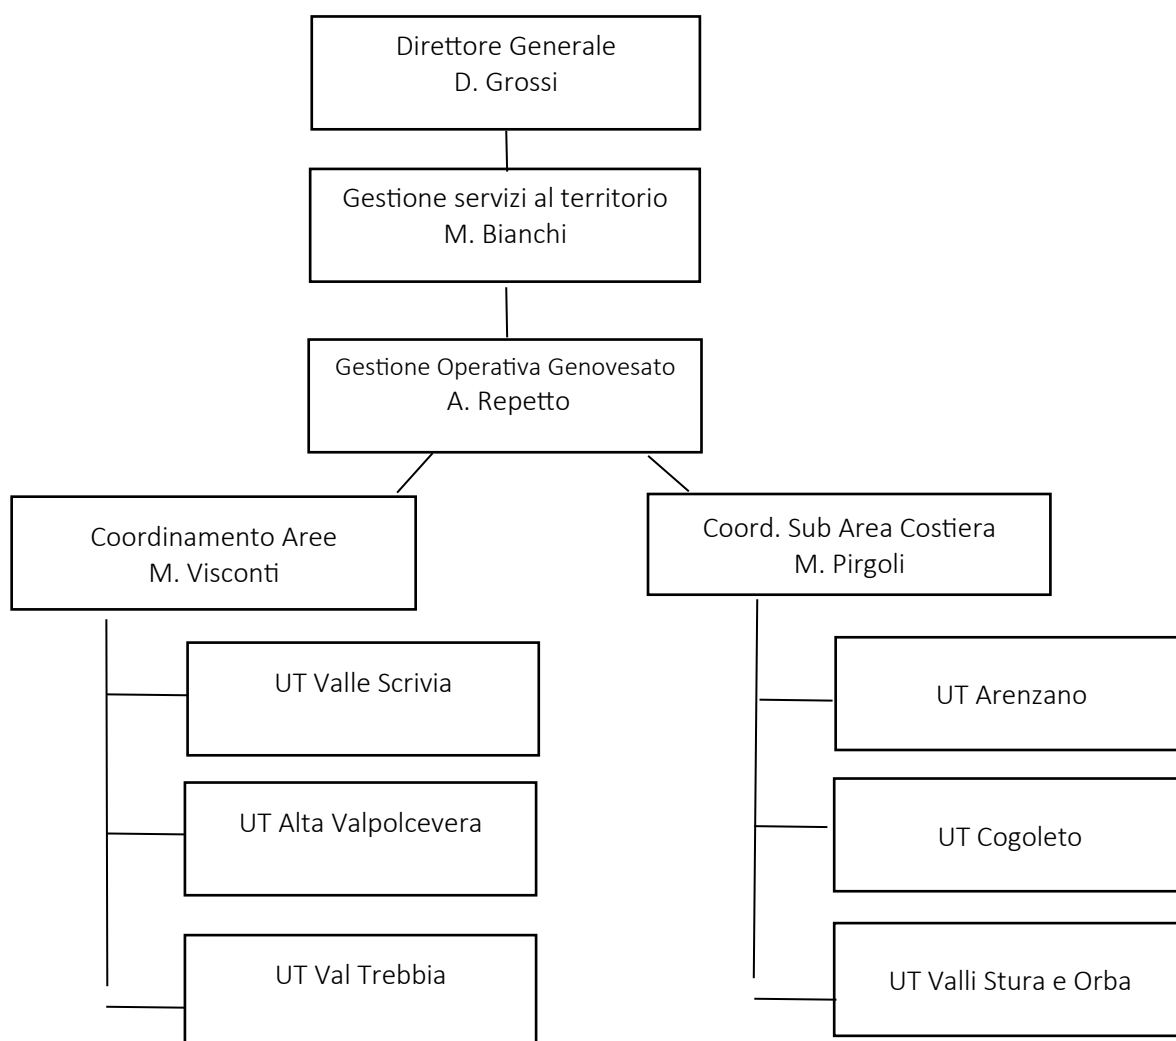 Direttore Generale
D. Grossi
Gestione servizi al territorio
M. Bianchi
Gestione Operativa Genovesato
A. Repetto
Coordinamento Aree
M. Visconti
Coord. Sub Area Costiera
M. Pirgoli
UT Valle Scrivia
UT Alta Valpolcevera
UT Val Trebbia
UT Arenzano
UT Cogoleto
UT Valli Stura e Orba